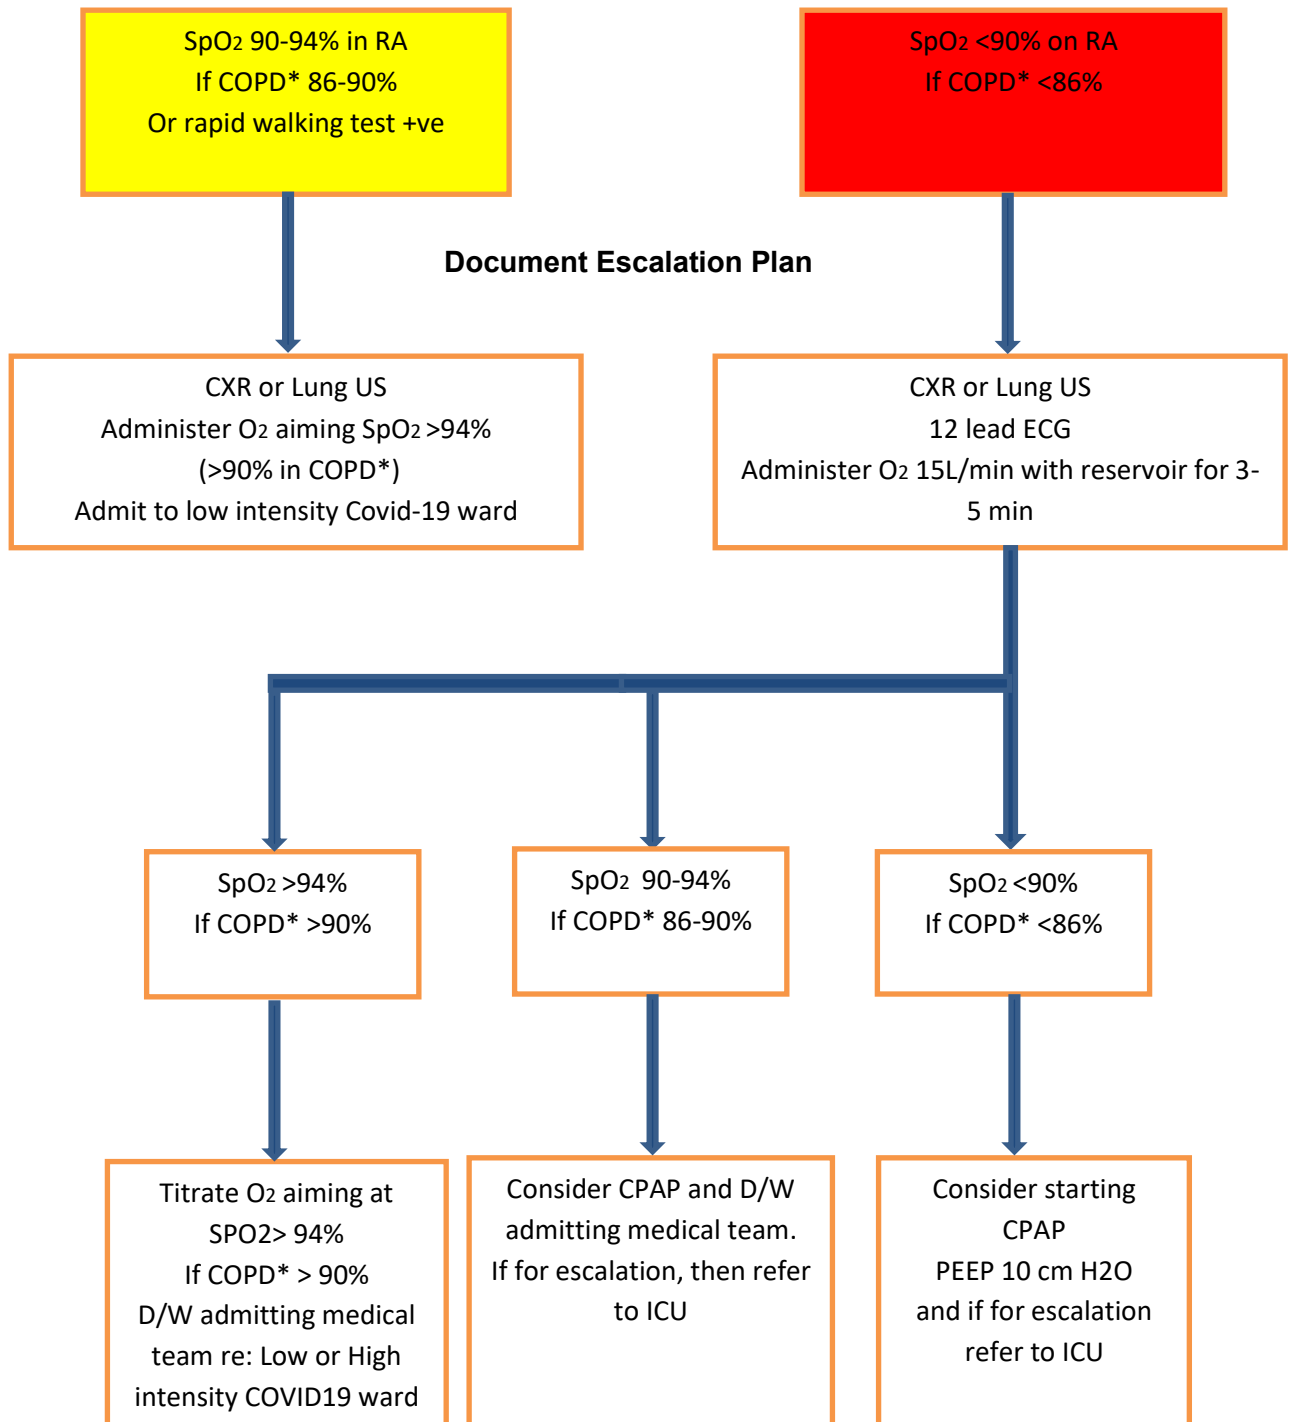 SpO2 90-94% in RA
If COPD* 86-90%
Or rapid walking test +ve
SpO2 <90% on RA
If COPD* <86%
Document Escalation Plan
CXR or Lung US
Administer O2 aiming SpO2 >94%
(>90% in COPD*)
Admit to low intensity Covid-19 ward
CXR or Lung US
12 lead ECG
Administer O2 15L/min with reservoir for 3-
5 min
SpO2 >94%
If COPD* >90%
SpO2 90-94%
If COPD* 86-90%
SpO2 <90%
If COPD* <86%
Titrate O2 aiming at
SPO2> 94%
If COPD* > 90%
D/W admitting medical
team re: Low or High
intensity COVID19 ward
Consider CPAP and D/W
admitting medical team.
If for escalation, then refer
to ICU
Consider starting
CPAP
PEEP 10 cm H2O
and if for escalation
refer to ICU